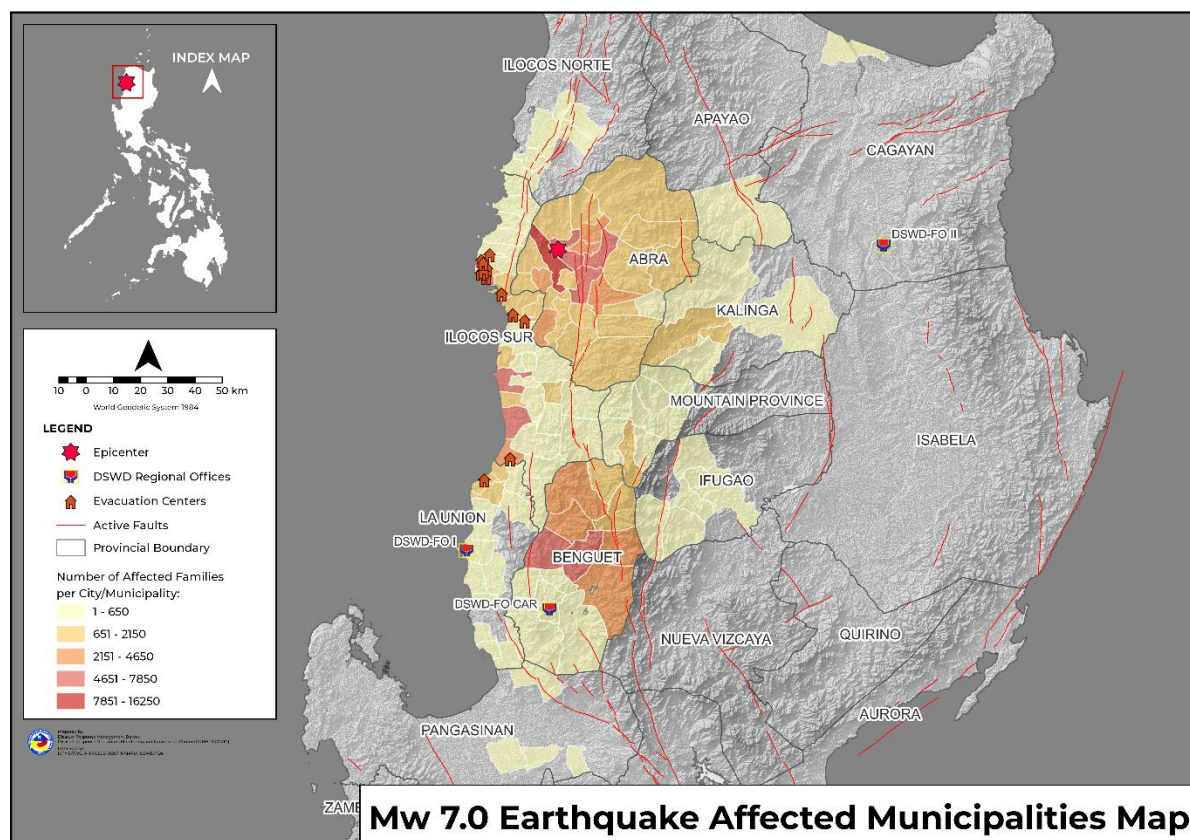 INDEX MAP
10 0 10 20 30 40 50 km
World Geodetic System 1984
LEGEND
Epicenter
DSWD Regional Offices
Evacuation Centers
Active Faults
Provincial Boundary
Number of Affected Families
per City/Municipality:
1 - 650
651 - 2150
2151 - 4650
4651 - 7850
7851 - 16250
ILOCOS NORTE
APAYAO
CAGAYAN
DSWD-FO II
ABRA
KALINGA
ILOCOS SUR
MOUNTAIN PROVINCE
ISABELA
IFUGAO
LA UNION
DSWD-FO I
BENGUET
DSWD-FO CAR
NUEVA VIZCAYA
QUIRINO
AURORA
PANGASINAN
ZAMB
Mw 7.0 Earthquake Affected Municipalities Map